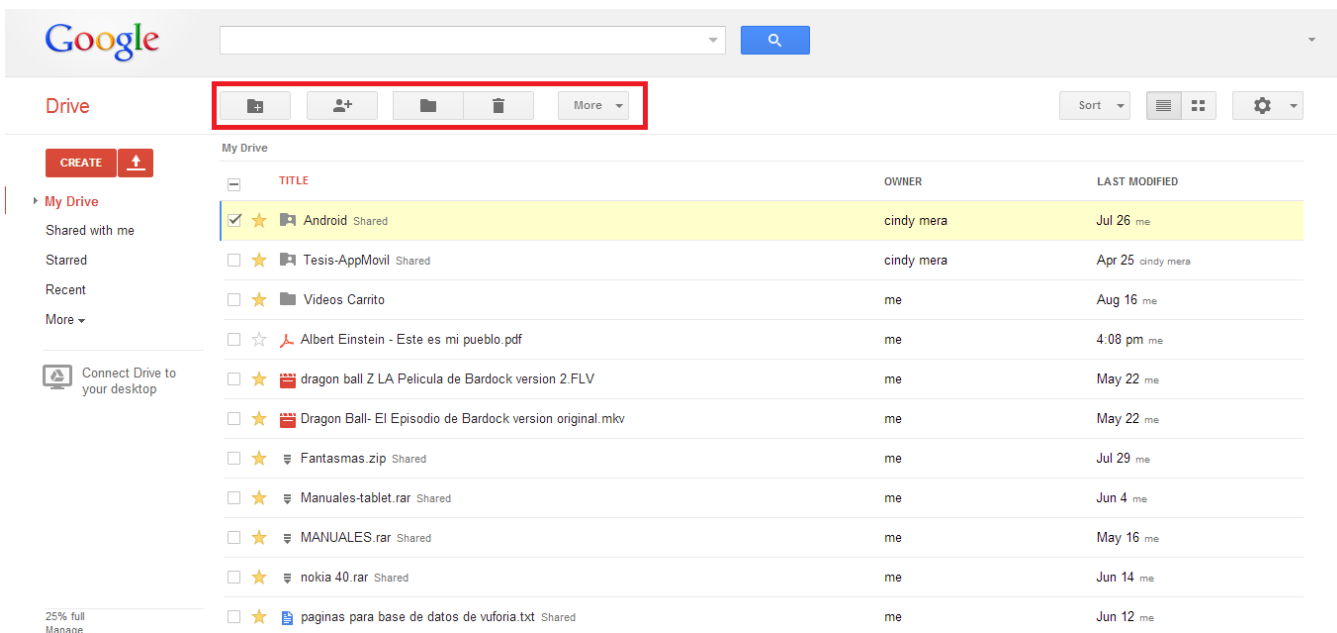 Google
Drive
More
Sort
CREATE
My Drive
Shared with me
Starred
Recent
More
Connect Drive to
your desktop
25% full
Manage
My Drive
TITLE OWNER LAST MODIFIED
Android Shared cindy mera Jul 26 me
Tesis-AppMovil Shared cindy mera Apr 25 cindy mera
Videos Carrito me Aug 16 me
Albert Einstein - Este es mi pueblo.pdf me 4:08 pm me
dragon ball Z LA Pelicula de Bardock version 2.FLV me May 22 me
Dragon Ball- El Episodio de Bardock version original.mkv me May 22 me
Fantasmas.zip Shared me Jul 29 me
Manuales-tablet.rar Shared me Jun 4 me
MANUALES.rar Shared me May 16 me
nokia 40.rar Shared me Jun 14 me
paginas para base de datos de vuforia.txt Shared me Jun 12 me